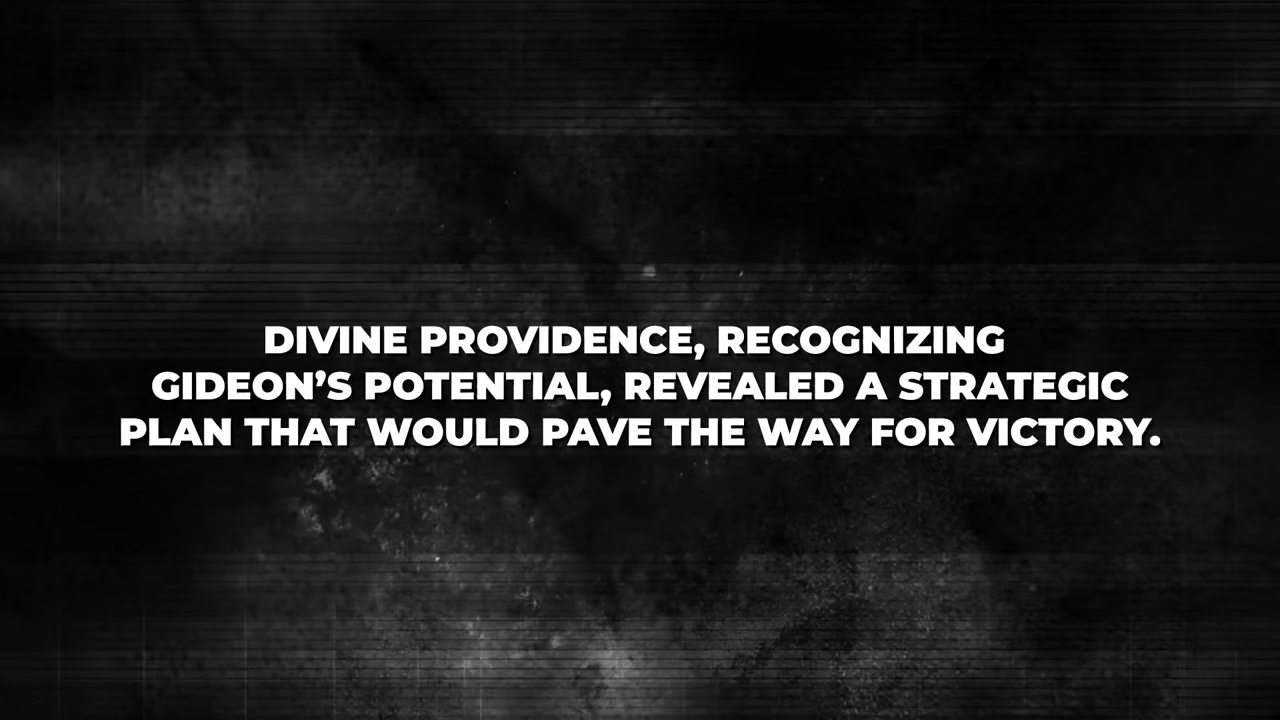 DIVINE PROVIDENCE, RECOGNIZING
GIDEON’S POTENTIAL, REVEALED A STRATEGIC
PLAN THAT WOULD PAVE THE WAY FOR VICTORY.